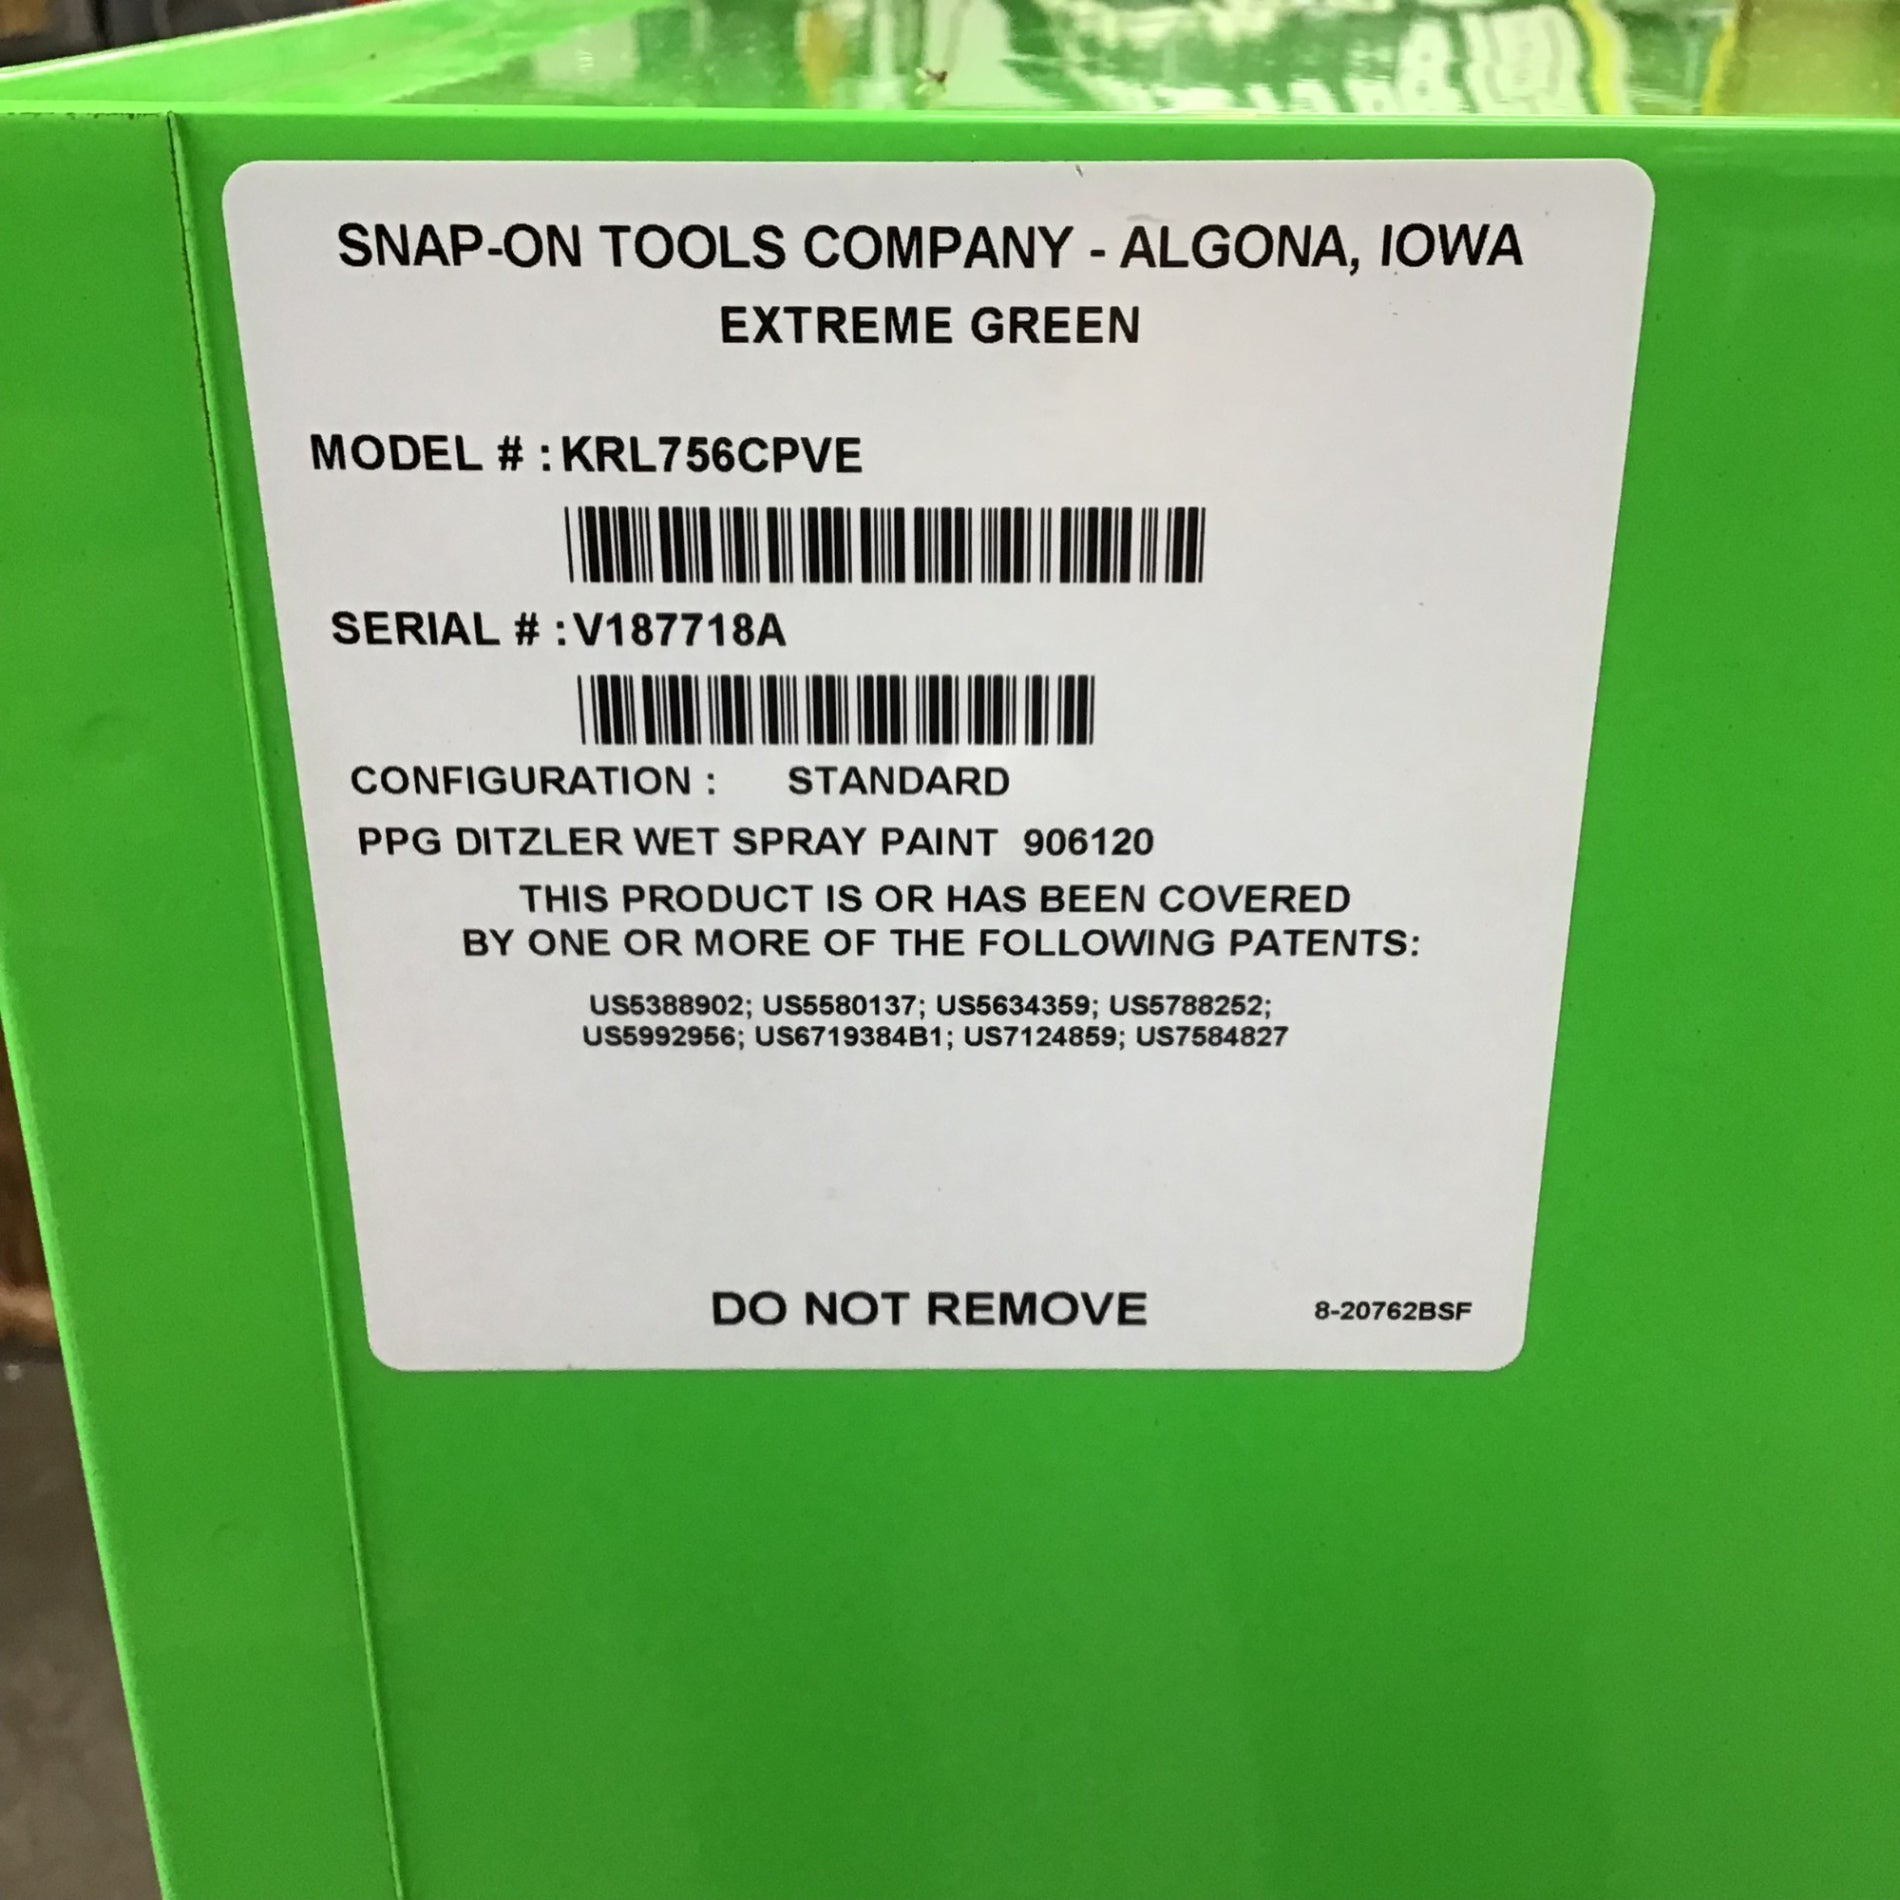 SNAP-ON TOOLS COMPANY - ALGONA, IOWA
EXTREME GREEN
MODEL # : KRL756CPVE
SERIAL # : V187718A
CONFIGURATION : STANDARD
PPG DITZLER WET SPRAY PAINT 906120
THIS PRODUCT IS OR HAS BEEN COVERED
BY ONE OR MORE OF THE FOLLOWING PATENTS:
US5388902; US5580137; US5634359; US5788252;
US5992956; US6719384B1; US7124859; US7584827
DO NOT REMOVE 8-20762BSF